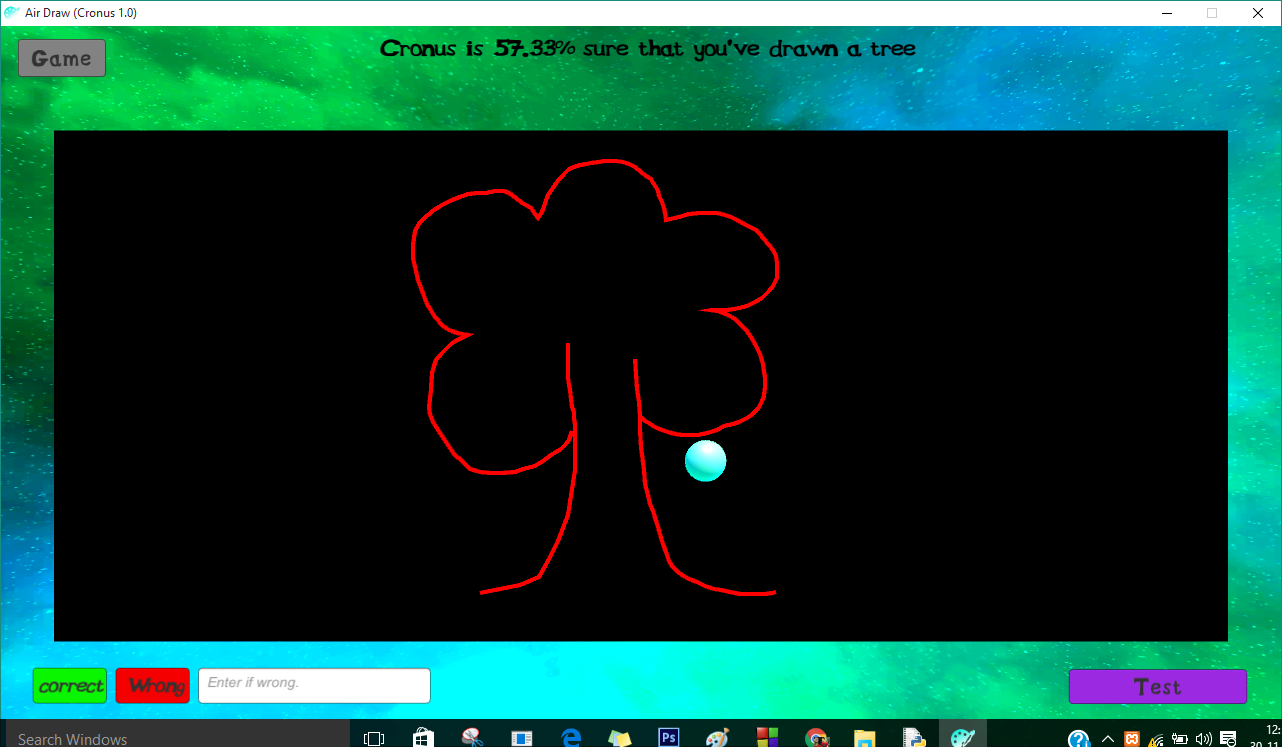 Air Draw (Cronus 1.0)
Game
Cronus is 57.33% sure that you've drawn a tree
correct
Wrong
Enter if wrong.
Test
Search Windows
Ps